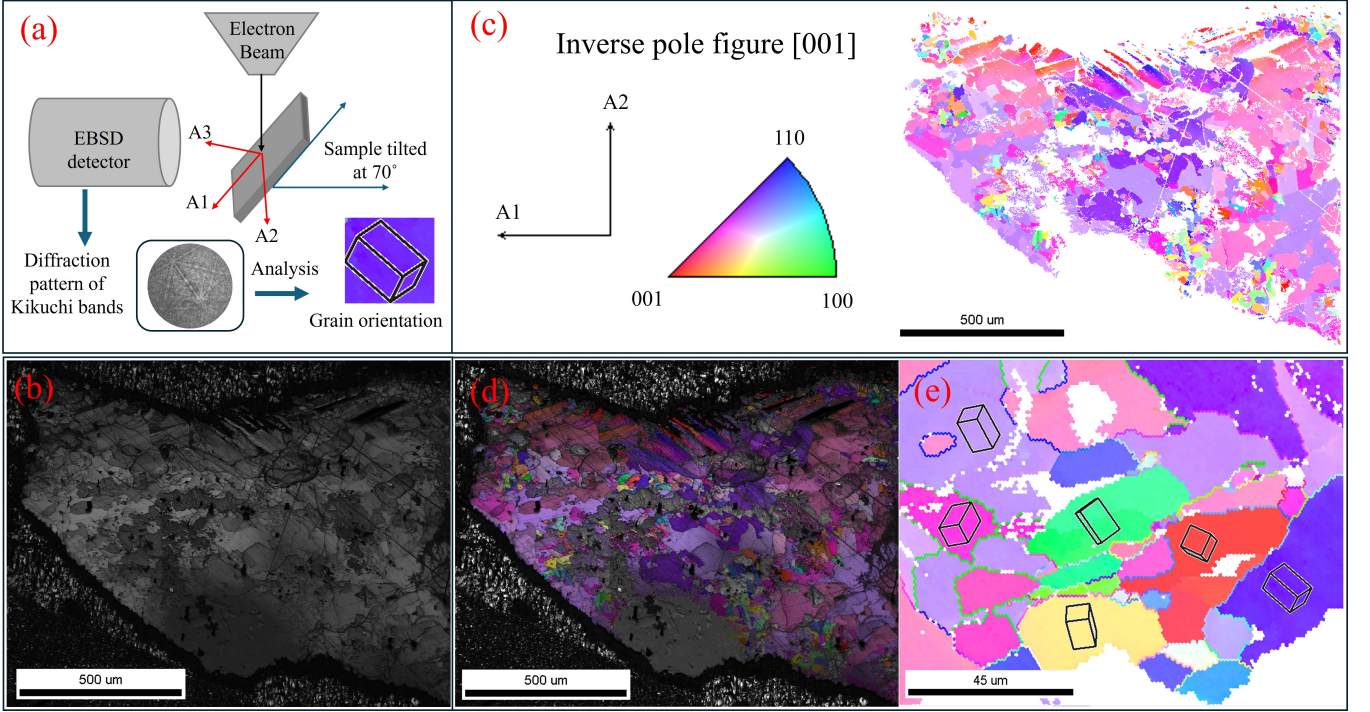 (a)
Electron
Beam
EBSD
detector
A3
A1
A2
Sample tilted
at 70˚
Diffraction
pattern of
Kikuchi bands
Analysis
Grain orientation
(c)
Inverse pole figure [001]
A2
A1
110
001
100
500 um
(b)
500 um
(d)
500 um
(e)
45 um